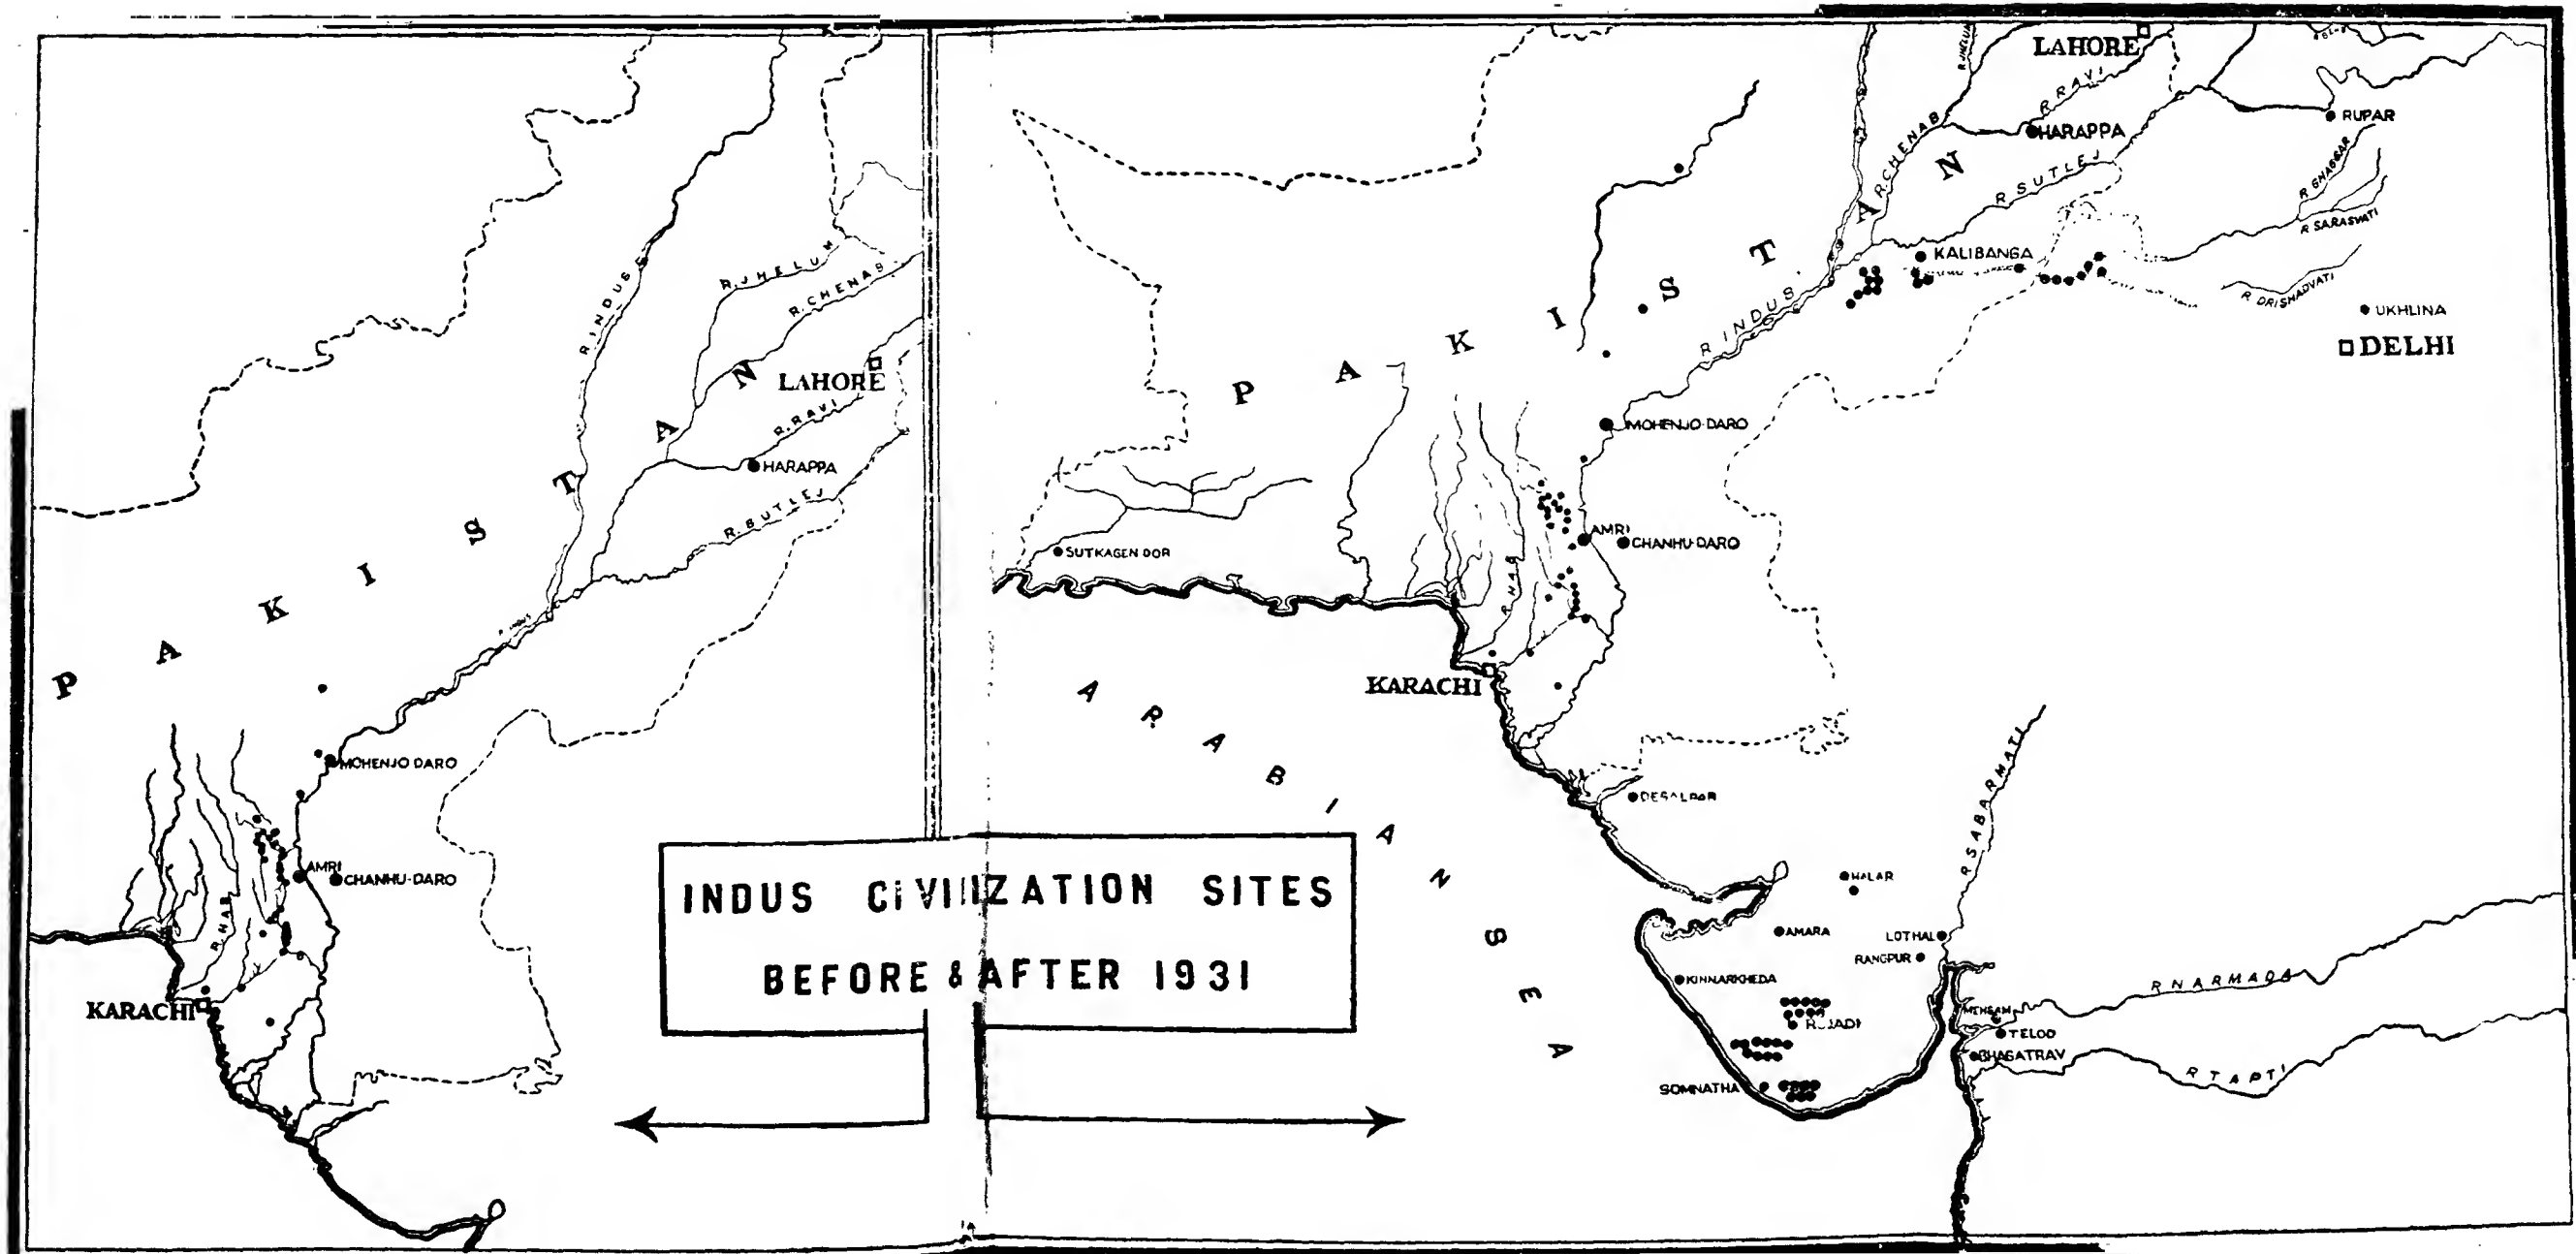 R INDUS
R. JHELUM
R. CHENAB
LAHORE
R. RAVI
HARAPPA
R. SUTLEJ
PAKISTAN
MOHENJO DARO
AMRI
CHANHU-DARO
R. HAB
KARACHI
INDUS CIVILIZATION SITES
BEFORE & AFTER 1931
R JHELUM
LAHORE
R RAVI
R. CHENAB
HARAPPA
RUPAR
R GHAGGAR
R SUTLEJ
R SARASVATI
KALIBANGA
R DRISHADVATI
UKHLINA
DELHI
R INDUS
PAKISTAN
MOHENJO-DARO
AMRI
CHANHU-DARO
SUTKAGEN DOR
R HAB
KARACHI
ARABIAN SEA
DESALPAR
R SABARMATI
HALAR
AMARA
LOTHAL
RANGPUR
KINNARKHEDA
R NARMADA
MEHGAM
TELOD
BHAGATRAV
R TAPTI
SOMNATHA